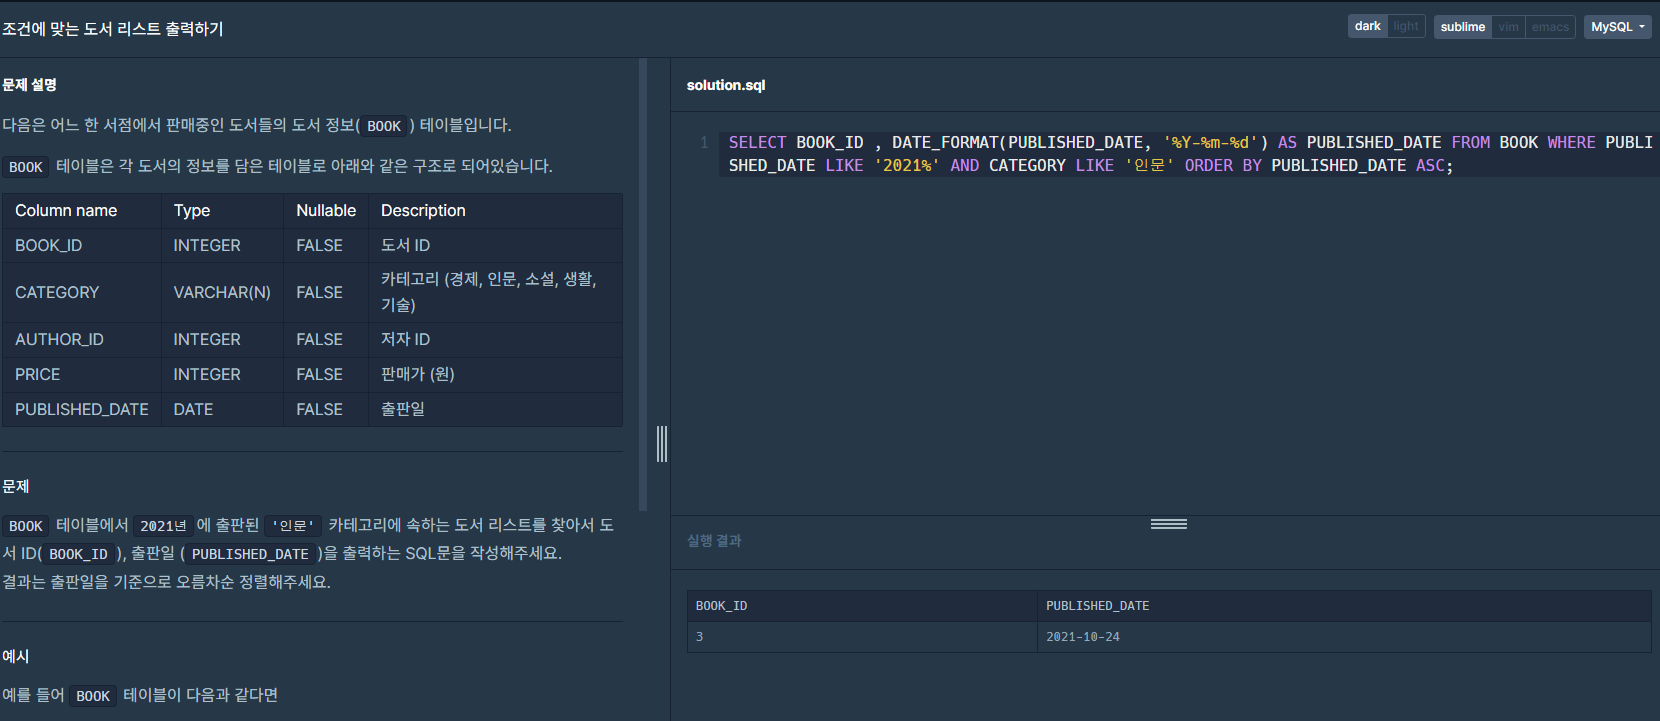 조건에 맞는 도서 리스트 출력하기
dark light sublime vim emacs MySQL
문제 설명
다음은 어느 한 서점에서 판매중인 도서들의 도서 정보(BOOK) 테이블입니다.
BOOK 테이블은 각 도서의 정보를 담은 테이블로 아래와 같은 구조로 되어있습니다.
Column name Type Nullable Description
BOOK_ID INTEGER FALSE 도서 ID
CATEGORY VARCHAR(N) FALSE 카테고리 (경제, 인문, 소설, 생활,
기술)
AUTHOR_ID INTEGER FALSE 저자 ID
PRICE INTEGER FALSE 판매가 (원)
PUBLISHED_DATE DATE FALSE 출판일
문제
BOOK 테이블에서 2021년 에 출판된 '인문' 카테고리에 속하는 도서 리스트를 찾아서 도
서 ID(BOOK_ID), 출판일 (PUBLISHED_DATE)을 출력하는 SQL문을 작성해주세요.
결과는 출판일을 기준으로 오름차순 정렬해주세요.
예시
예를 들어 BOOK 테이블이 다음과 같다면
solution.sql
1 SELECT BOOK_ID , DATE_FORMAT(PUBLISHED_DATE, '%Y-%m-%d') AS PUBLISHED_DATE FROM BOOK WHERE PUBLI
SHED_DATE LIKE '2021%' AND CATEGORY LIKE '인문' ORDER BY PUBLISHED_DATE ASC;
실행 결과
BOOK_ID PUBLISHED_DATE
3 2021-10-24